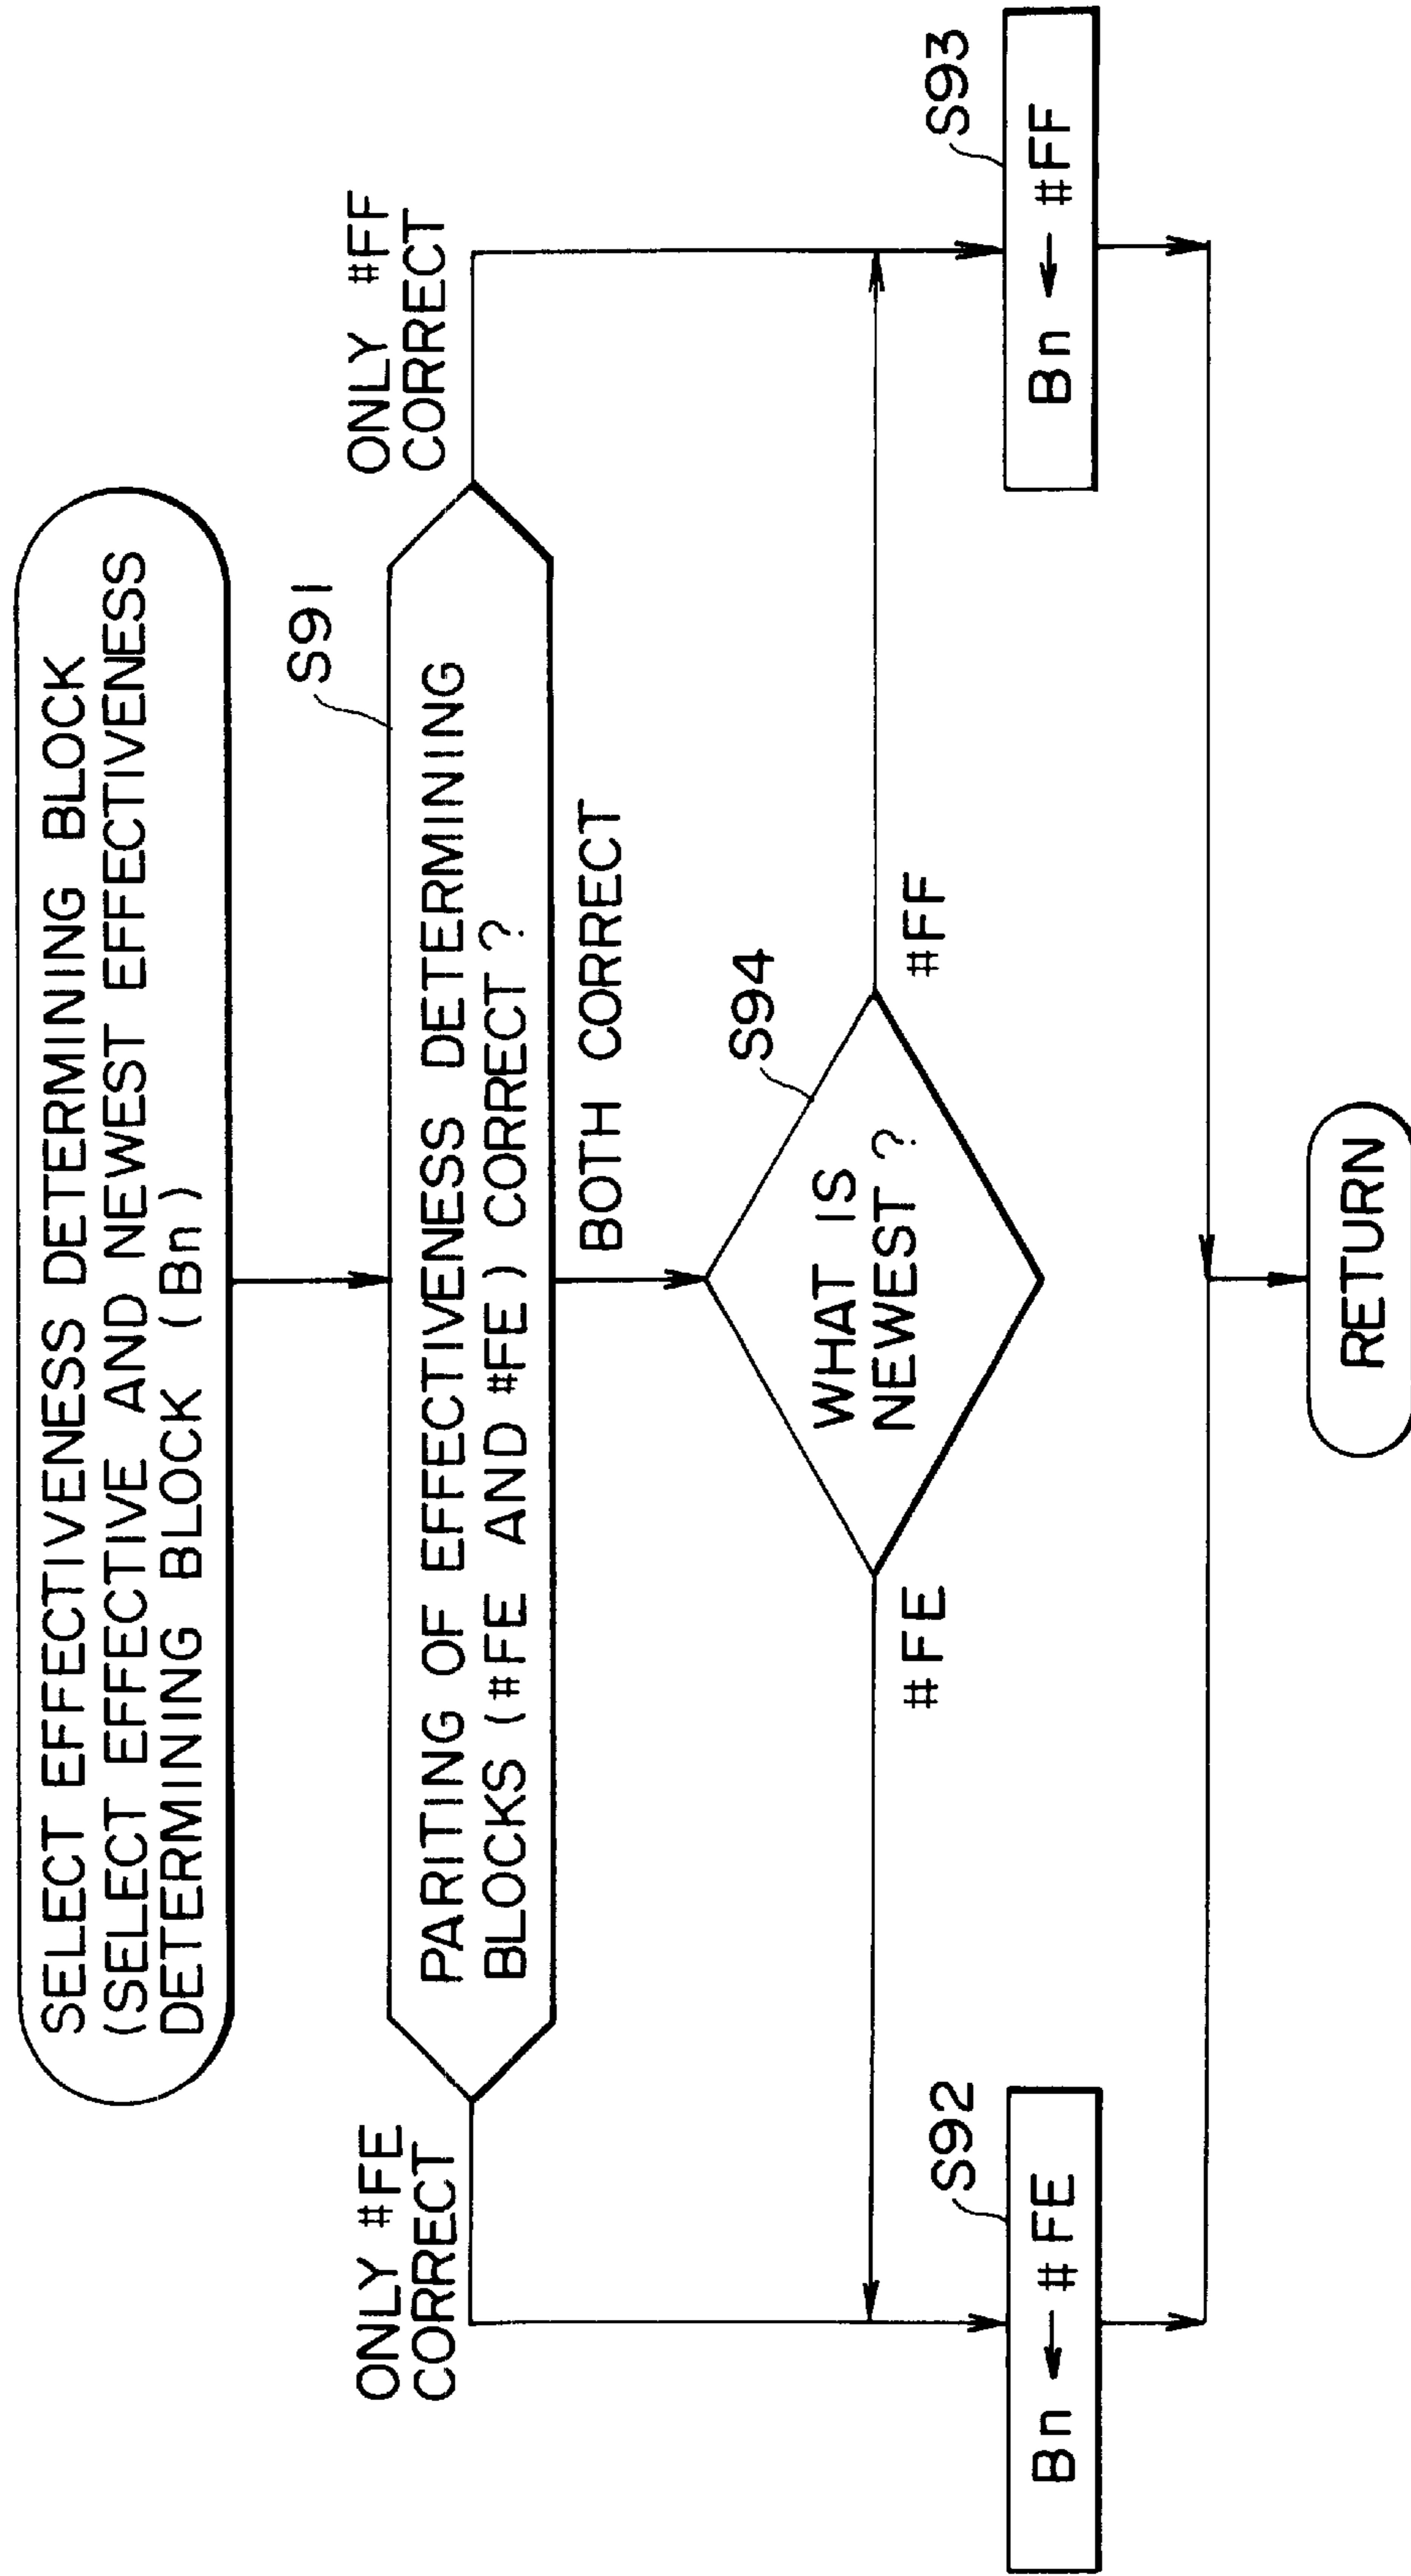 SELECT EFFECTIVENESS DETERMINING BLOCK
(SELECT EFFECTIVE AND NEWEST EFFECTIVENESS
DETERMINING BLOCK (Bn)
S91
ONLY #FE
CORRECT
PARITING OF EFFECTIVENESS DETERMINING
BLOCKS (#FE AND #FE) CORRECT?
ONLY #FF
CORRECT
BOTH CORRECT
S94
WHAT IS
NEWEST ?
#FE
#FF
S92
Bn ← #FE
S93
Bn ← #FF
RETURN